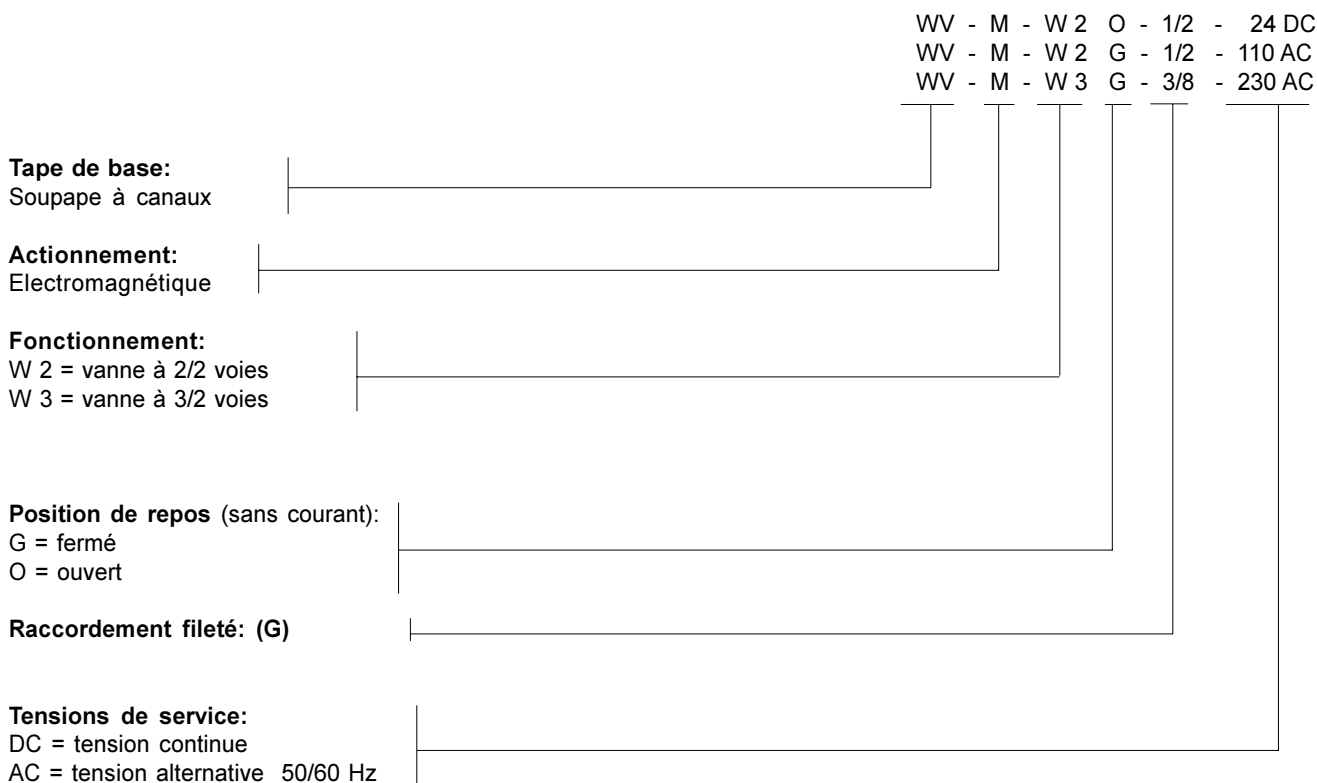 WV - M - W 2 O - 1/2 - 24 DC
WV - M - W 2 G - 1/2 - 110 AC
WV - M - W 3 G - 3/8 - 230 AC
Tape de base:
Soupape à canaux
Actionnement:
Electromagnétique
Fonctionnement:
W 2 = vanne à 2/2 voies
W 3 = vanne à 3/2 voies
Position de repos (sans courant):
G = fermé
O = ouvert
Raccordement fileté: (G)
Tensions de service:
DC = tension continue
AC = tension alternative 50/60 Hz